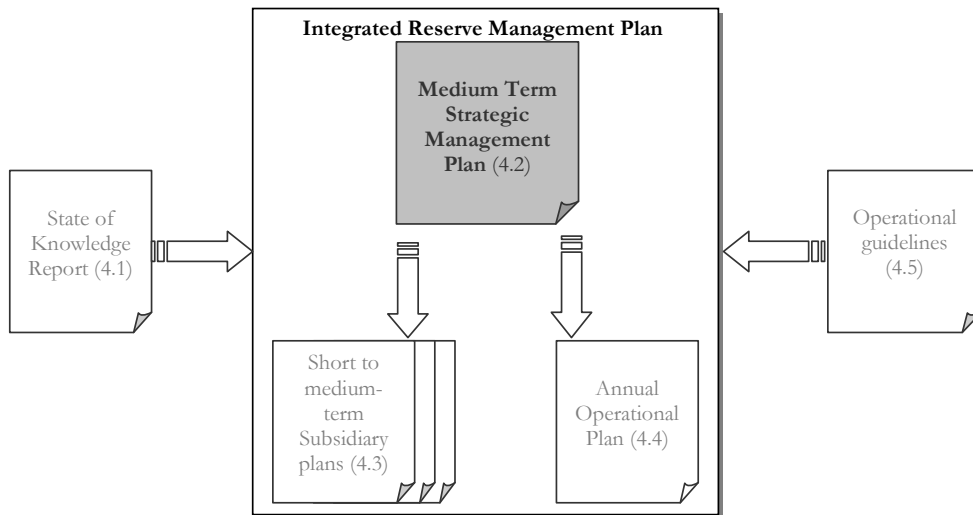 Integrated Reserve Management Plan
Medium Term
Strategic
Management
Plan (4.2)
State of
Knowledge
Report (4.1)
Operational
guidelines
(4.5)
Short to
medium-
term
Subsidiary
plans (4.3)
Annual
Operational
Plan (4.4)